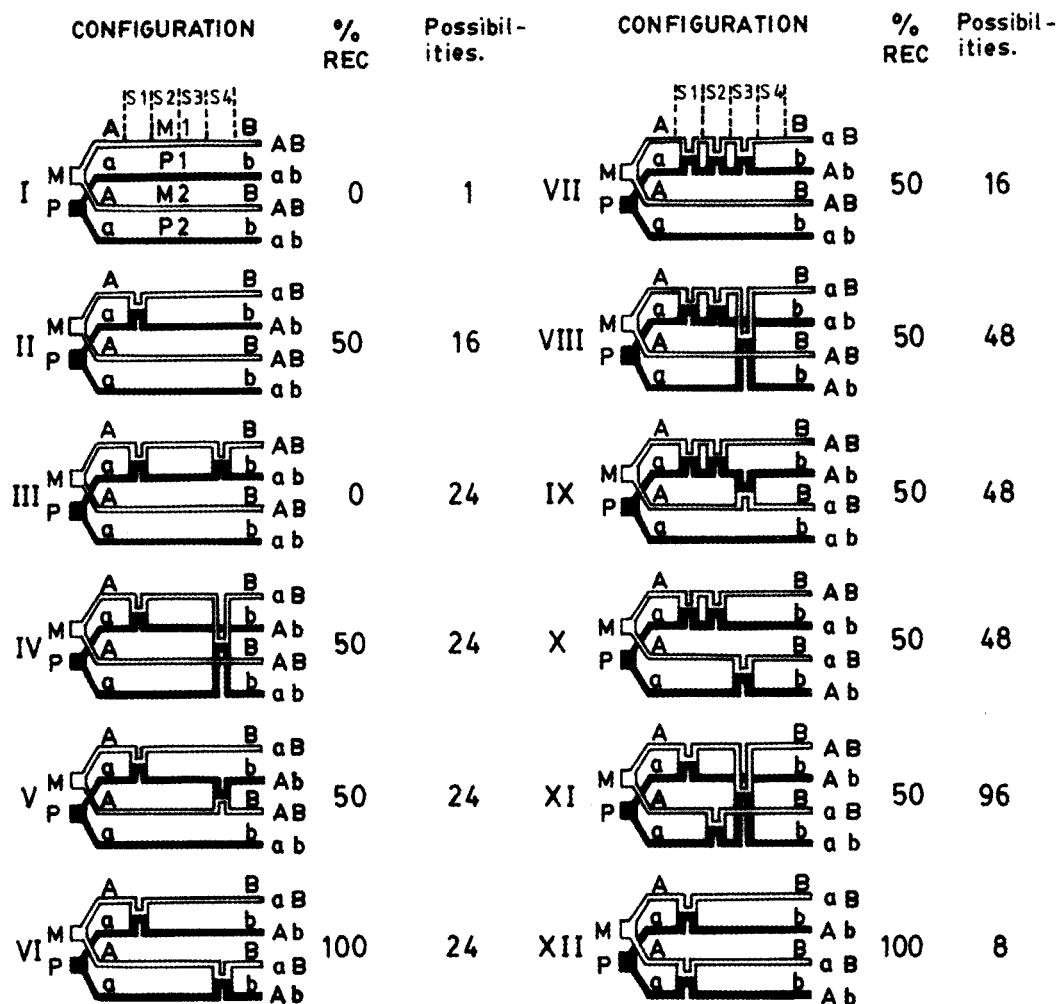 CONFIGURATION % REC Possibil-ities.
S1 S2 S3 S4
A M1 B AB
a P1 b ab
M
I 0 1
P A M2 B AB
a P2 b ab
A B aB
a b Ab
M
II 50 16
P A B AB
a b ab
A B AB
a b Ab
M
III 0 24
P A B AB
a b ab
A B aB
a b Ab
M
IV 50 24
P A B AB
a b ab
A B aB
a b Ab
M
V 50 24
P A B AB
a b ab
A B aB
a b Ab
M
VI 100 24
P A B aB
a b Ab
CONFIGURATION % REC Possibil-ities.
S1 S2 S3 S4
A B aB
a b Ab
M
VII 50 16
P A B AB
a b ab
A B aB
a b ab
M
VIII 50 48
P A B AB
a b Ab
A B AB
a b Ab
M
IX 50 48
P A B aB
a b ab
A B AB
a b ab
M
X 50 48
P A B aB
a b Ab
A B AB
a b Ab
M
XI 50 96
P A B aB
a b ab
A B aB
a b Ab
M
XII 100 8
P A B aB
a b Ab